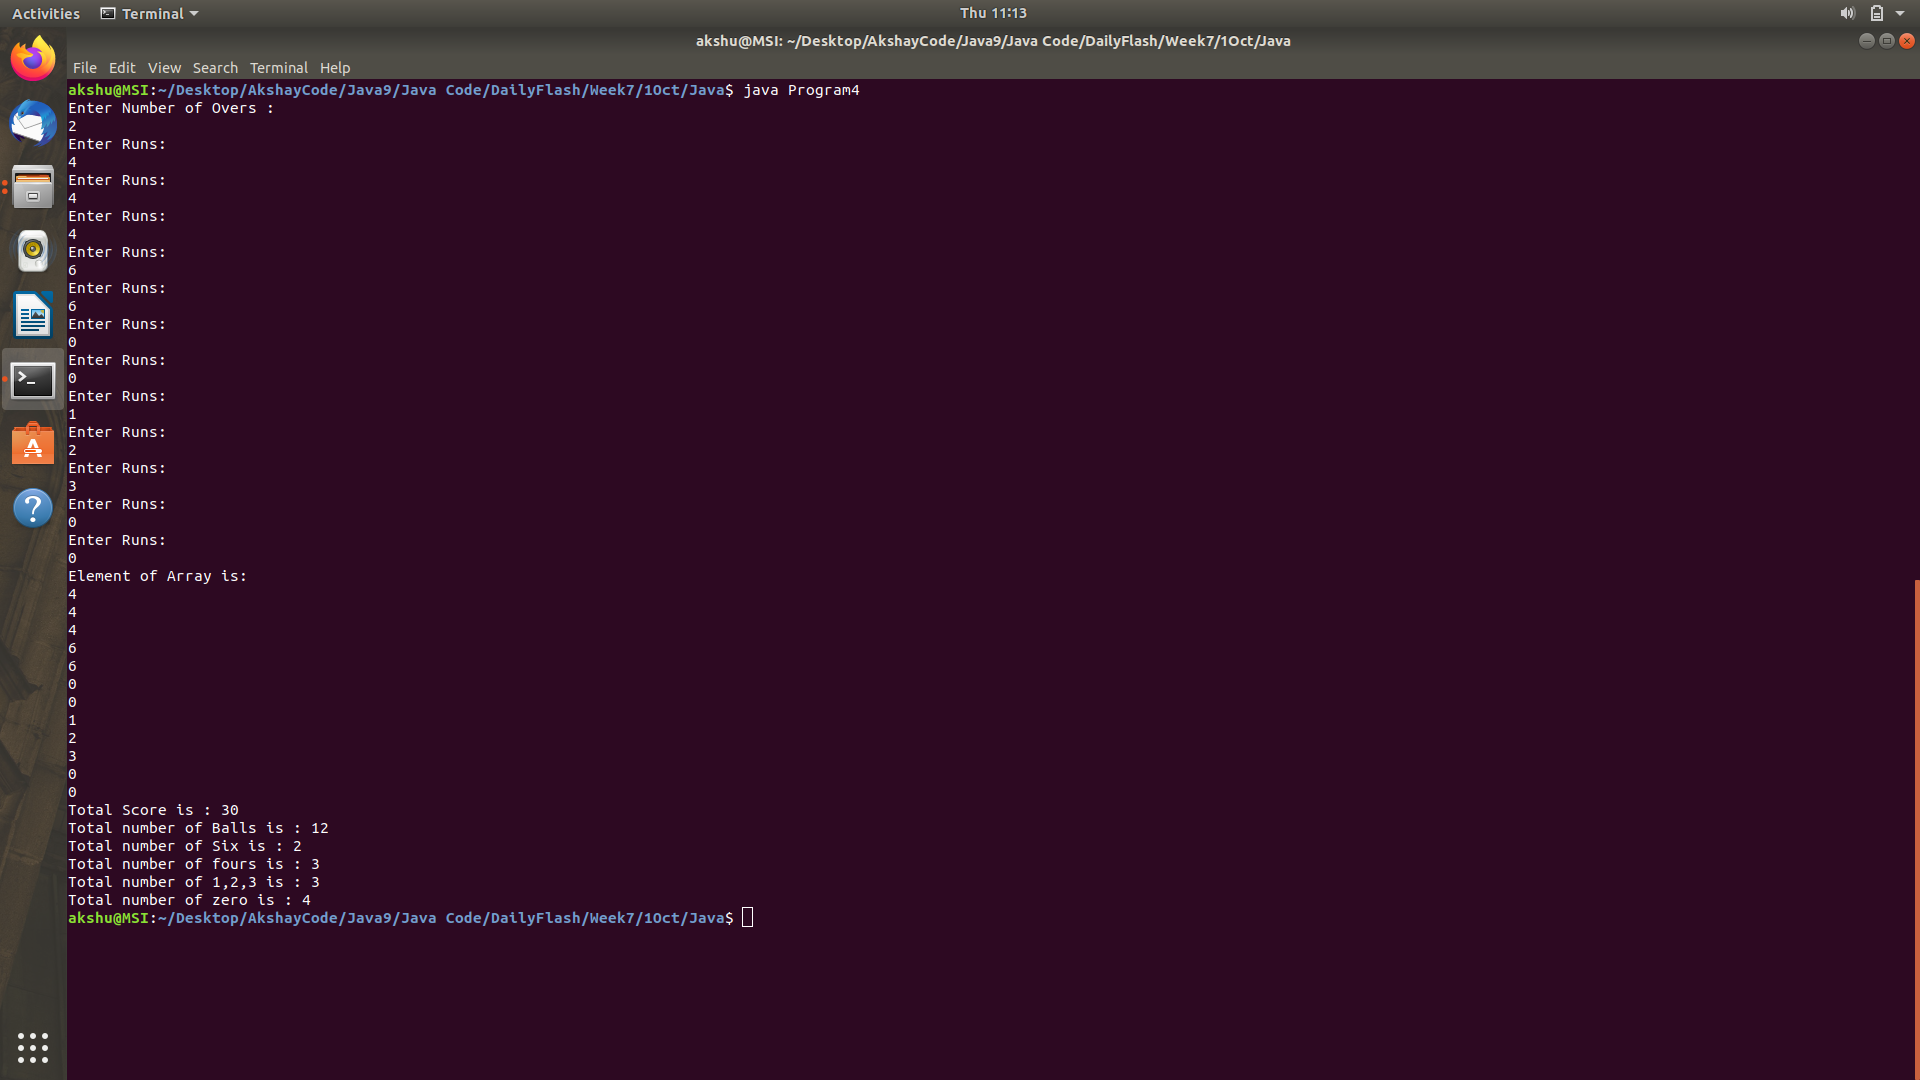 Activities Terminal Thu 11:13
akshu@MSI: ~/Desktop/AkshayCode/Java9/Java Code/DailyFlash/Week7/1Oct/Java
File Edit View Search Terminal Help
akshu@MSI:~/Desktop/AkshayCode/Java9/Java Code/DailyFlash/Week7/1Oct/Java$ java Program4
Enter Number of Overs :
2
Enter Runs:
4
Enter Runs:
4
Enter Runs:
4
Enter Runs:
6
Enter Runs:
6
Enter Runs:
0
Enter Runs:
0
Enter Runs:
1
Enter Runs:
2
Enter Runs:
3
Enter Runs:
0
Enter Runs:
0
Element of Array is:
4
4
4
6
6
0
0
1
2
3
0
0
Total Score is : 30
Total number of Balls is : 12
Total number of Six is : 2
Total number of fours is : 3
Total number of 1,2,3 is : 3
Total number of zero is : 4
akshu@MSI:~/Desktop/AkshayCode/Java9/Java Code/DailyFlash/Week7/1Oct/Java$